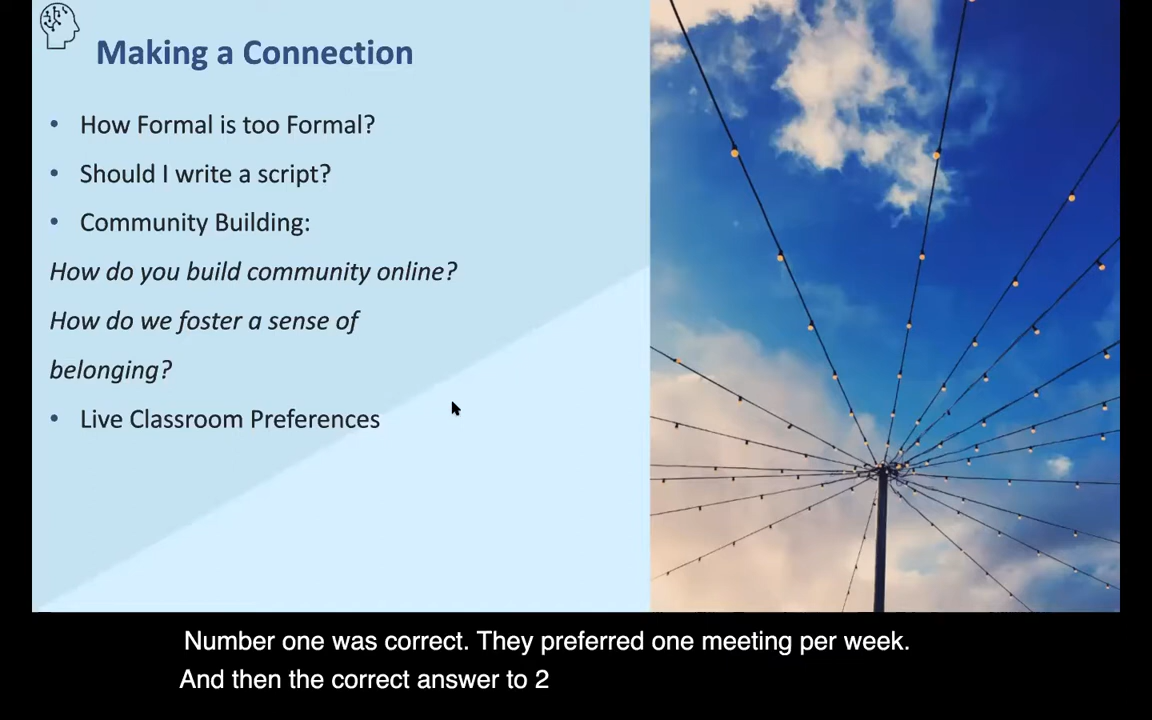 Making a Connection
• How Formal is too Formal?
• Should I write a script?
• Community Building:
How do you build community online?
How do we foster a sense of
belonging?
• Live Classroom Preferences
Number one was correct. They preferred one meeting per week.
And then the correct answer to 2